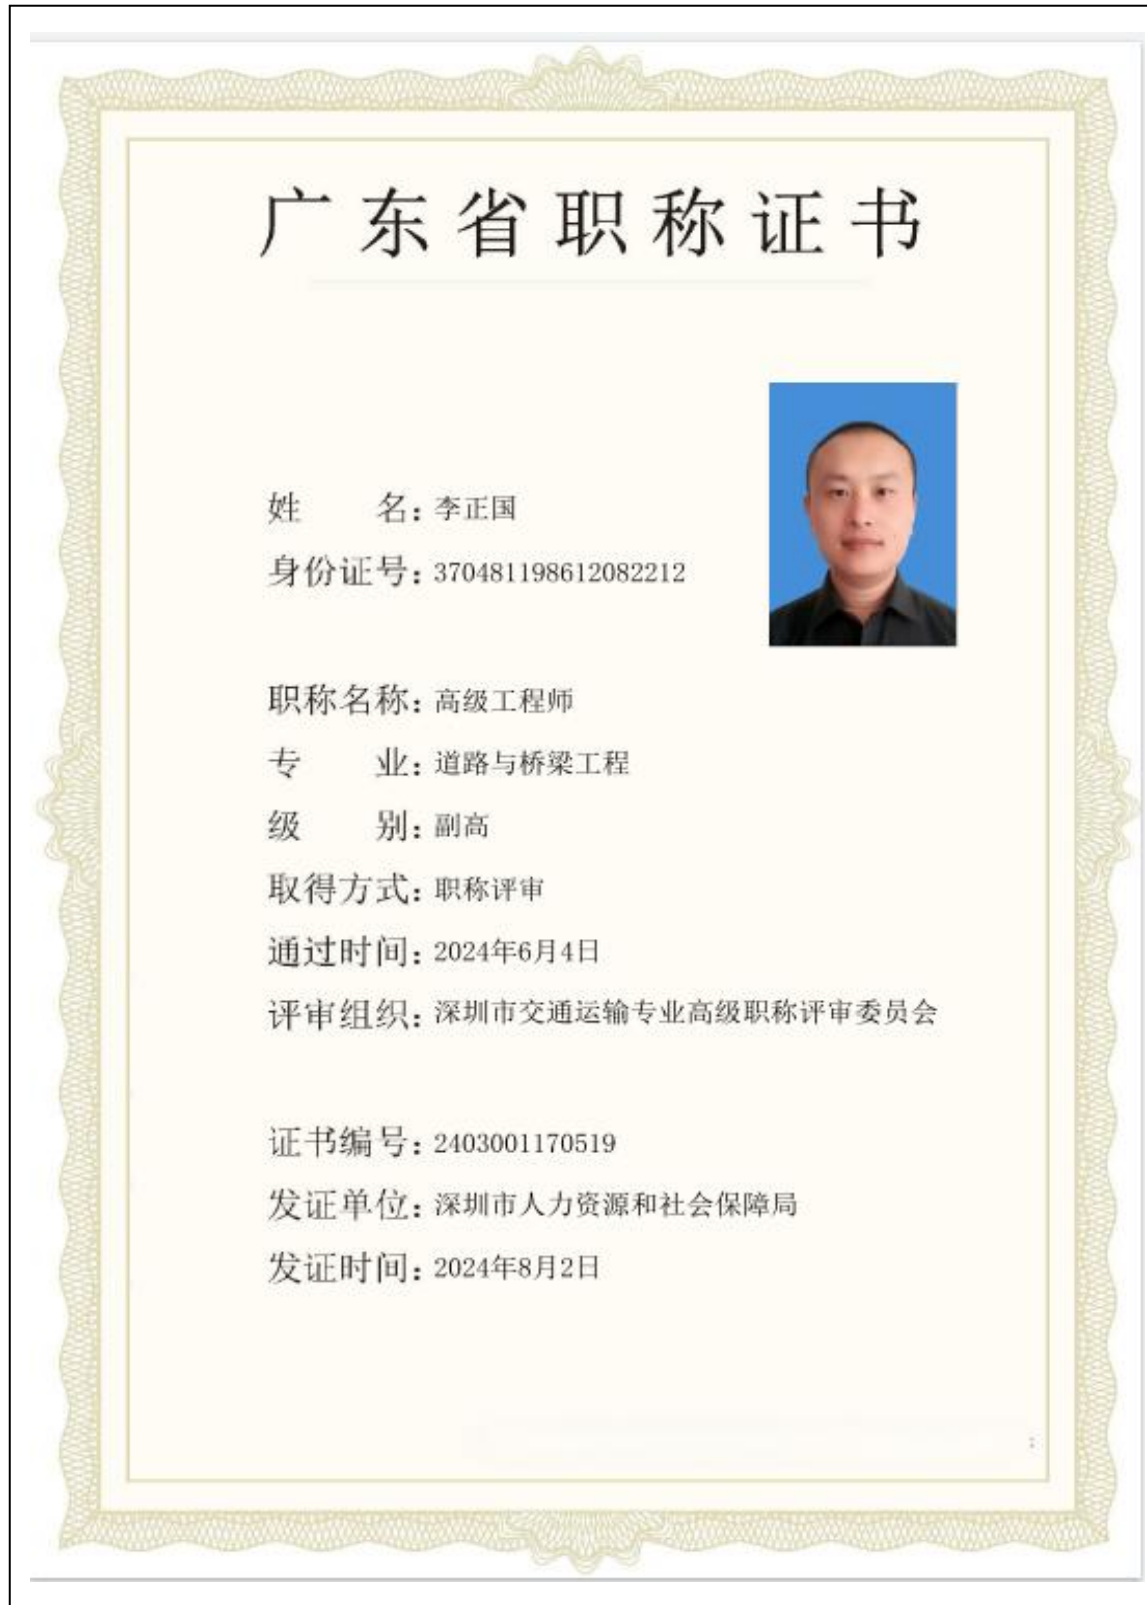 广东省职称证书
姓 名：李正国
身份证号：370481198612082212
职称名称：高级工程师
专 业：道路与桥梁工程
级 别：副高
取得方式：职称评审
通过时间：2024年6月4日
评审组织：深圳市交通运输专业高级职称评审委员会
证书编号：2403001170519
发证单位：深圳市人力资源和社会保障局
发证时间：2024年8月2日